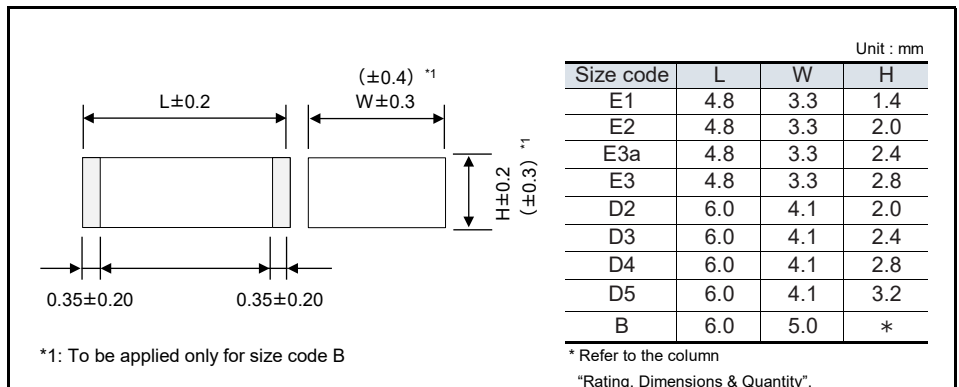 Unit : mm
(±0.4) *1
W±0.3
L±0.2
H±0.2
(±0.3) *1
0.35±0.20
0.35±0.20
*1: To be applied only for size code B
Size code L W H
E1 4.8 3.3 1.4
E2 4.8 3.3 2.0
E3a 4.8 3.3 2.4
E3 4.8 3.3 2.8
D2 6.0 4.1 2.0
D3 6.0 4.1 2.4
D4 6.0 4.1 2.8
D5 6.0 4.1 3.2
B 6.0 5.0 *
* Refer to the column
"Rating, Dimensions & Quantity".